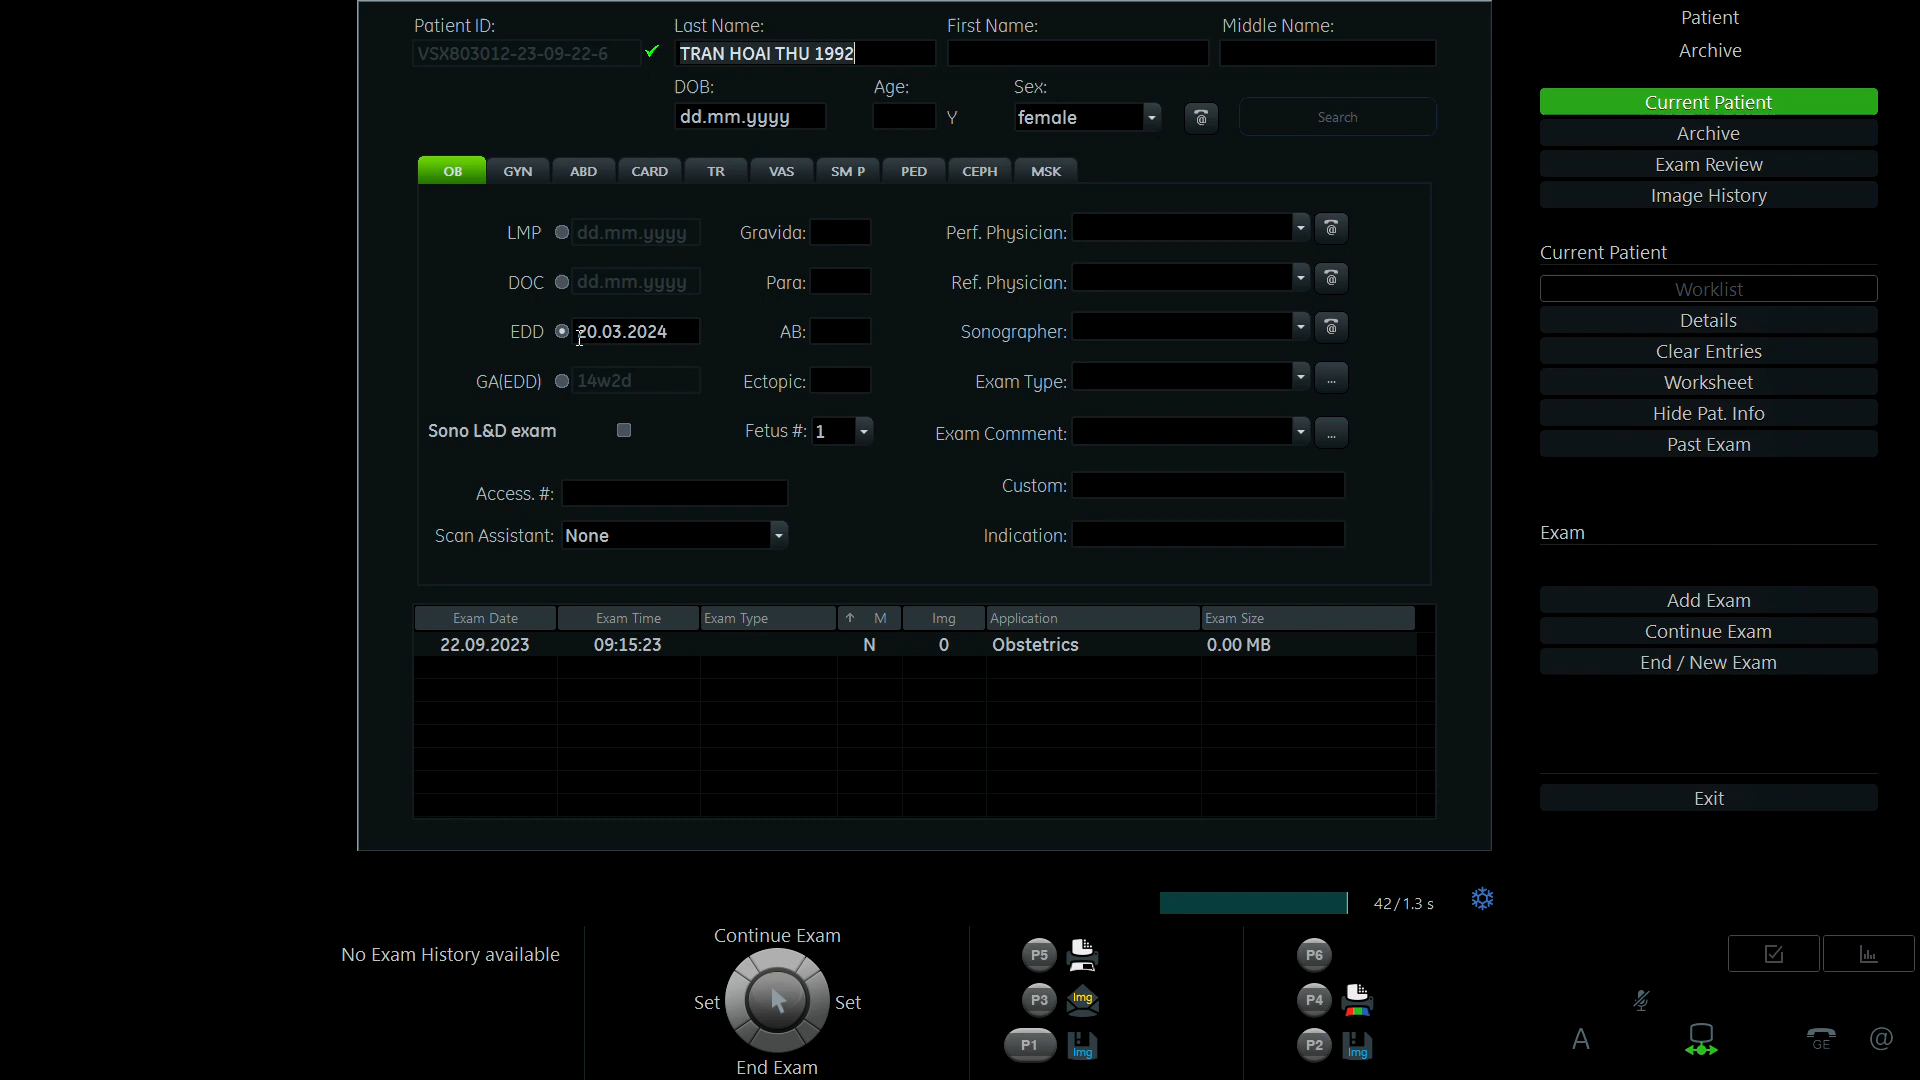 Patient ID: Last Name: First Name: Middle Name:
VSX803012-23-09-22-6 TRAN HOAI THU 1992
DOB: Age: Sex:
dd.mm.yyyy Y female @ Search
OB GYN ABD CARD TR VAS SM P PED CEPH MSK
LMP dd.mm.yyyy Gravida: Perf. Physician: @
DOC dd.mm.yyyy Para: Ref. Physician: @
EDD 20.03.2024 AB: Sonographer: @
GA(EDD) 14w2d Ectopic: Exam Type: ...
Sono L&D exam Fetus #: 1 Exam Comment: ...
Access. #: Custom:
Scan Assistant: None Indication:
Exam Date Exam Time Exam Type M Img Application Exam Size
22.09.2023 09:15:23 N 0 Obstetrics 0.00 MB
Patient
Archive
Current Patient
Archive
Exam Review
Image History
Current Patient
Worklist
Details
Clear Entries
Worksheet
Hide Pat. Info
Past Exam
Exam
Add Exam
Continue Exam
End / New Exam
Exit
42/1.3 s
No Exam History available
Continue Exam
Set Set
End Exam
P5
P3 Img
P1 Img
P6
P4
P2 Img
A GE @